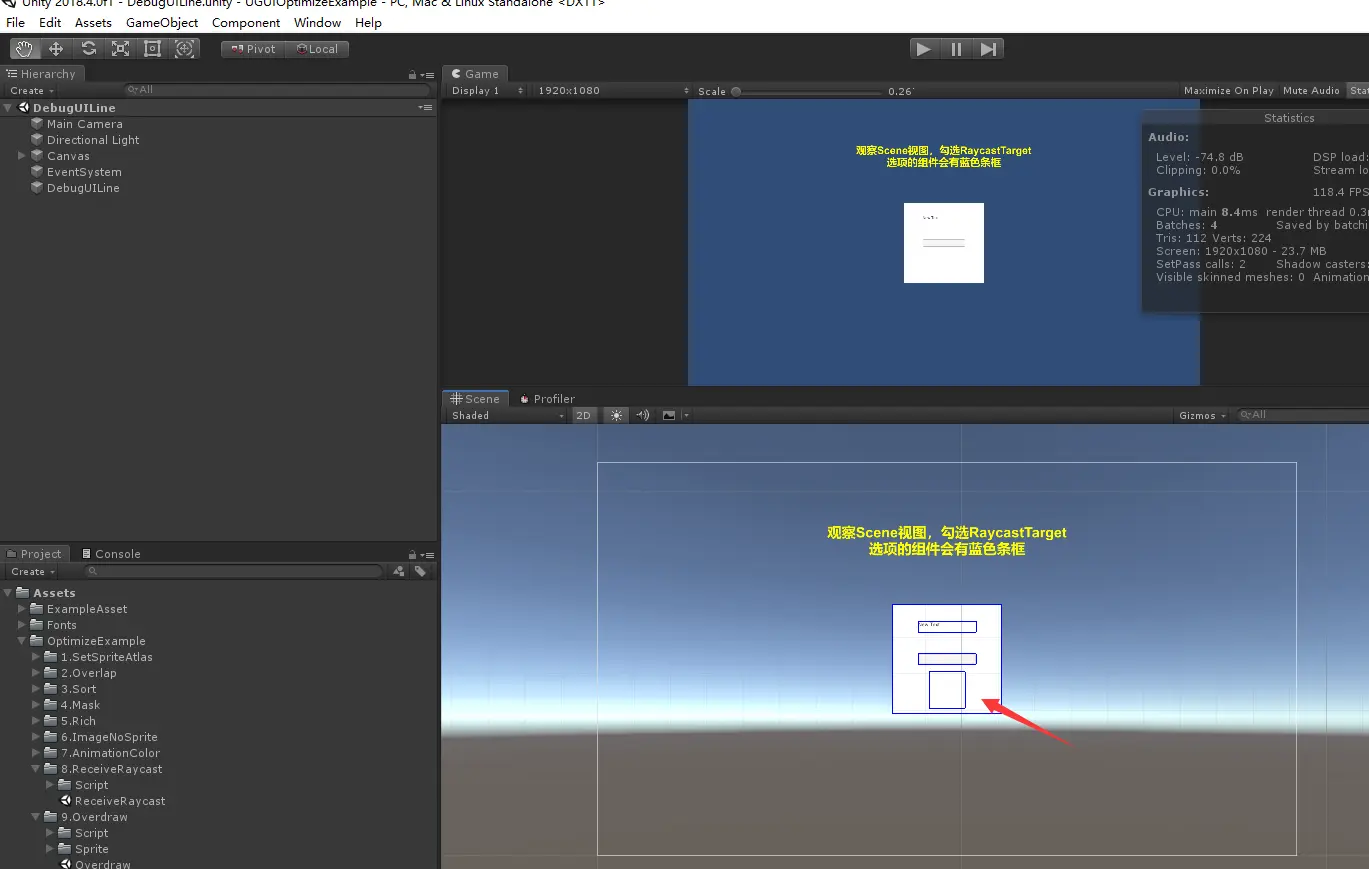 Unity 2018.4.0f1 - DebugUILine.unity - UGUIOptimizeExample - PC, Mac & Linux Standalone <DX11>
File Edit Assets GameObject Component Window Help
Pivot Local
Hierarchy
Create All
DebugUILine
Main Camera
Directional Light
Canvas
EventSystem
DebugUILine
Game
Display 1 1920x1080 Scale 0.26 Maximize On Play Mute Audio Stat
观察Scene视图，勾选RaycastTarget
选项的组件会有蓝色条框
Statistics
Audio:
Level: -74.8 dB DSP load:
Clipping: 0.0% Stream lo
Graphics: 118.4 FPS
CPU: main 8.4ms render thread 0.3m
Batches: 4 Saved by batchi
Tris: 112 Verts: 224
Screen: 1920x1080 - 23.7 MB
SetPass calls: 2 Shadow casters:
Visible skinned meshes: 0 Animation
Scene Profiler
Shaded 2D Gizmos All
观察Scene视图，勾选RaycastTarget
选项的组件会有蓝色条框
New Text
Project Console
Create
Assets
ExampleAsset
Fonts
OptimizeExample
1.SetSpriteAtlas
2.Overlap
3.Sort
4.Mask
5.Rich
6.ImageNoSprite
7.AnimationColor
8.ReceiveRaycast
Script
ReceiveRaycast
9.Overdraw
Script
Sprite
Overdraw